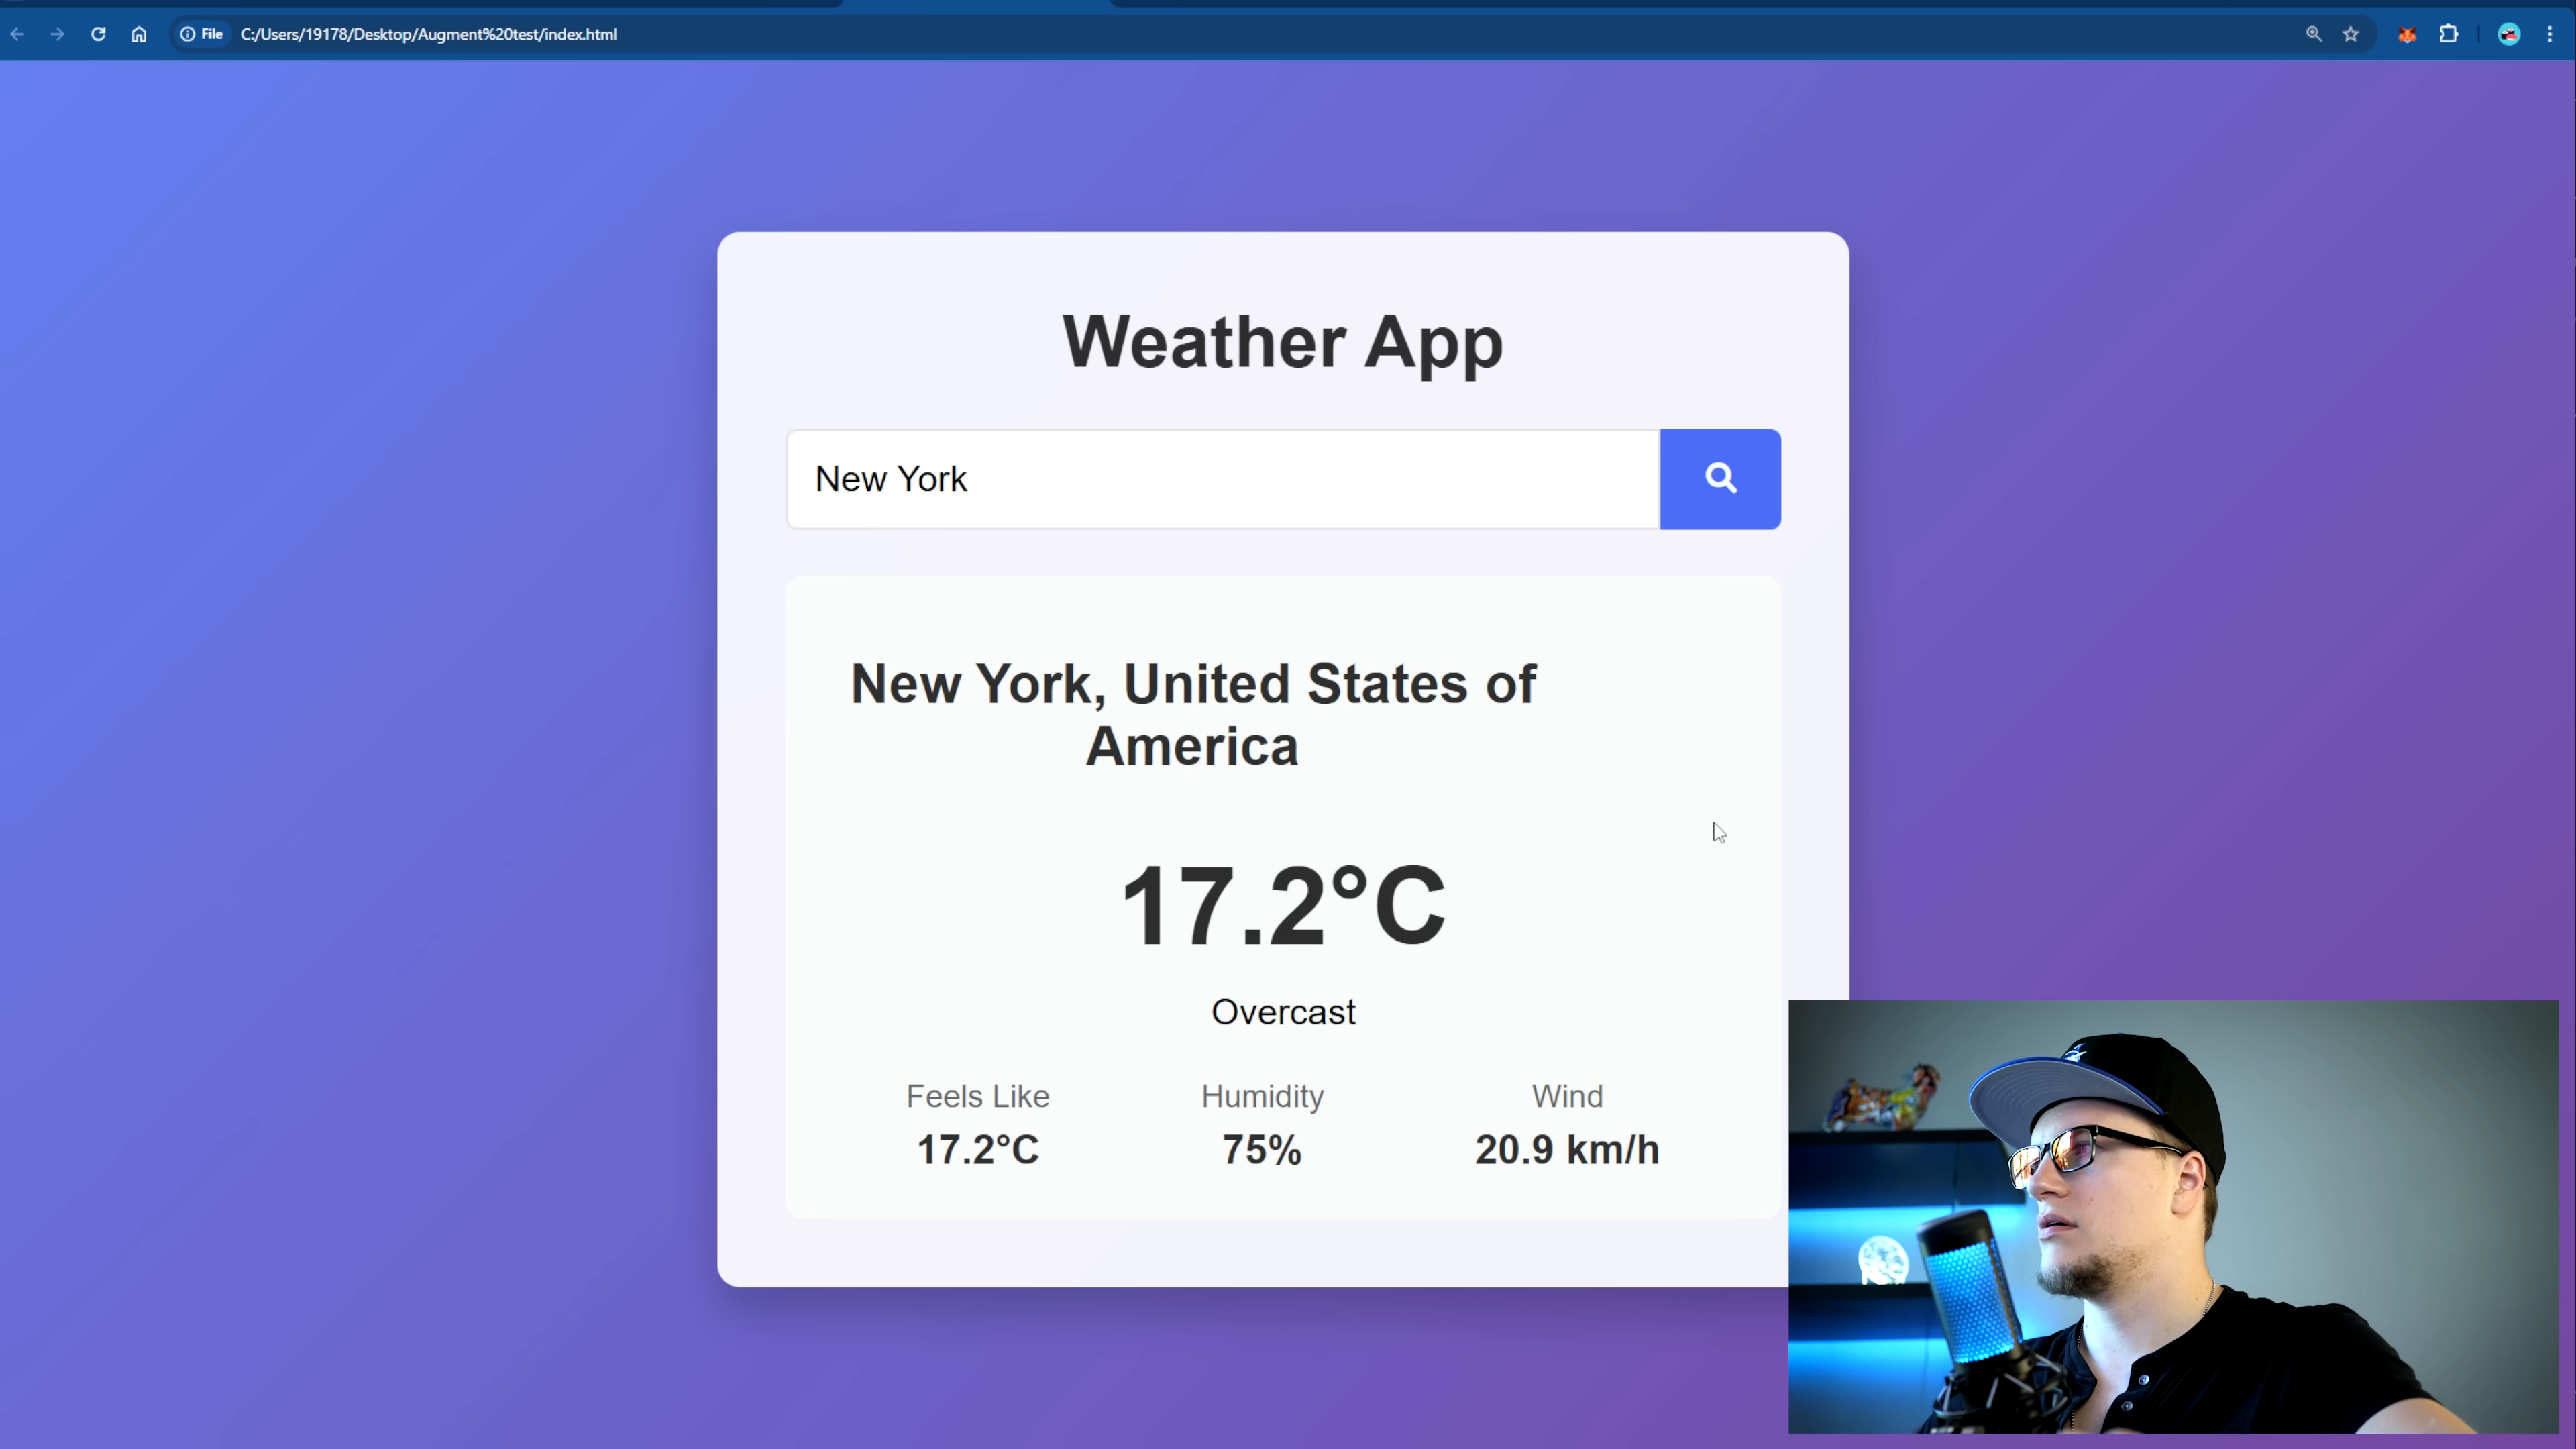 File
C:/Users/19178/Desktop/Augment%20test/index.html
Weather App
New York
New York, United States of
America
17.2°C
Overcast
Feels Like
Humidity
Wind
17.2°C
75%
20.9 km/h